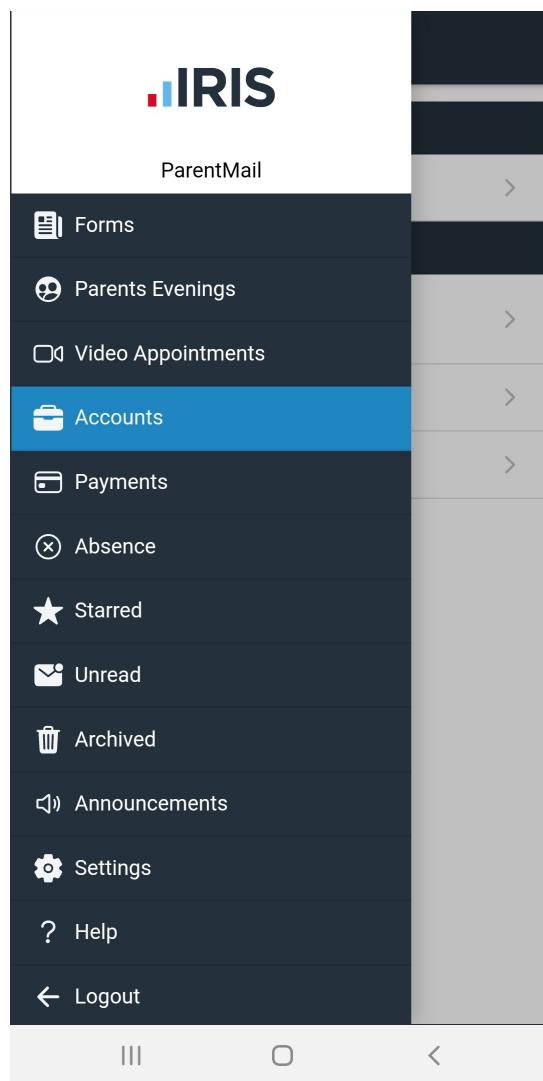 IRIS
ParentMail
Forms
Parents Evenings
Video Appointments
Accounts
Payments
Absence
Starred
Unread
Archived
Announcements
Settings
Help
Logout